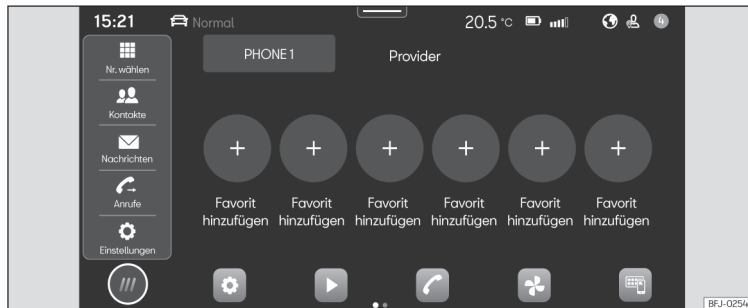 15:21
Normal
20.5 °C
4
PHONE 1
Provider
Nr. wählen
Kontakte
Nachrichten
Anrufe
Einstellungen
+ + + + + +
Favorit Favorit Favorit Favorit Favorit Favorit
hinzufügen hinzufügen hinzufügen hinzufügen hinzufügen hinzufügen
BFJ-0254